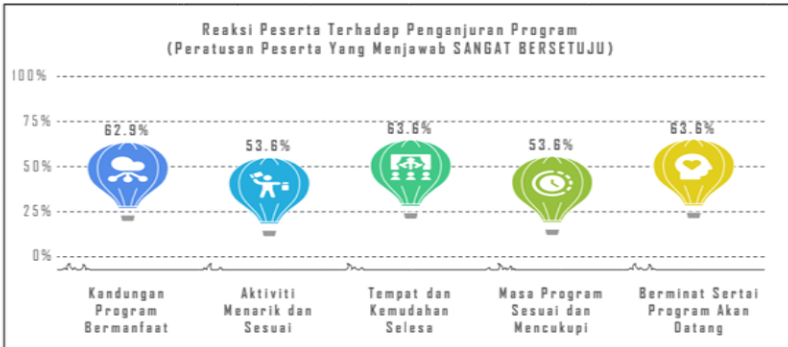 Reaksi Peserta Terhadap Penganjuran Program
(Peratusan Peserta Yang Menjawab SANGAT BERSETUJU)
100%
75%
50%
25%
0%
62.9%
53.6%
63.6%
53.6%
63.6%
Kandungan
Program
Bermanfaat
Aktiviti
Menarik dan
Sesuai
Tempat dan
Kemudahan
Selesa
Masa Program
Sesuai dan
Mencukupi
Berminat Sertai
Program Akan
Datang